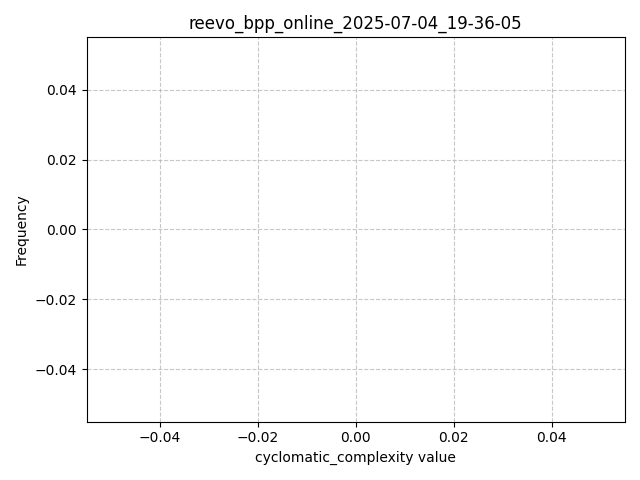 reevo_bpp_online_2025-07-04_19-36-05
Frequency
0.04
0.02
0.00
−0.02
−0.04
−0.04 −0.02 0.00 0.02 0.04
cyclomatic_complexity value